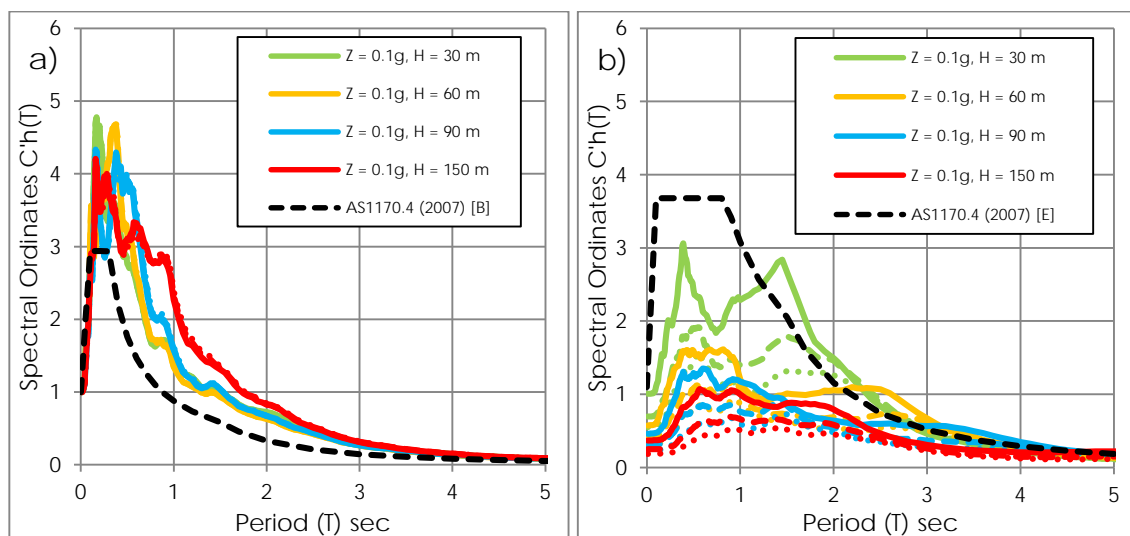 a)
Spectral Ordinates C'h(T)
6
5
4
3
2
1
0
0 1 2 3 4 5
Period (T) sec
Z = 0.1g, H = 30 m
Z = 0.1g, H = 60 m
Z = 0.1g, H = 90 m
Z = 0.1g, H = 150 m
AS1170.4 (2007) [B]
b)
Spectral Ordinates C'h(T)
6
5
4
3
2
1
0
0 1 2 3 4 5
Period (T) sec
Z = 0.1g, H = 30 m
Z = 0.1g, H = 60 m
Z = 0.1g, H = 90 m
Z = 0.1g, H = 150 m
AS1170.4 (2007) [E]